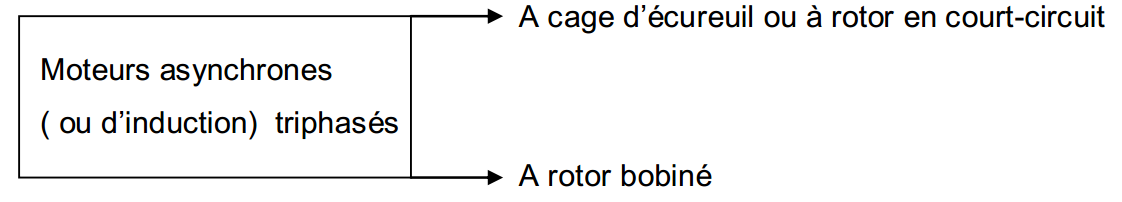 A cage d'écureuil ou à rotor en court-circuit
Moteurs asynchrones
( ou d'induction) triphasés
A rotor bobiné